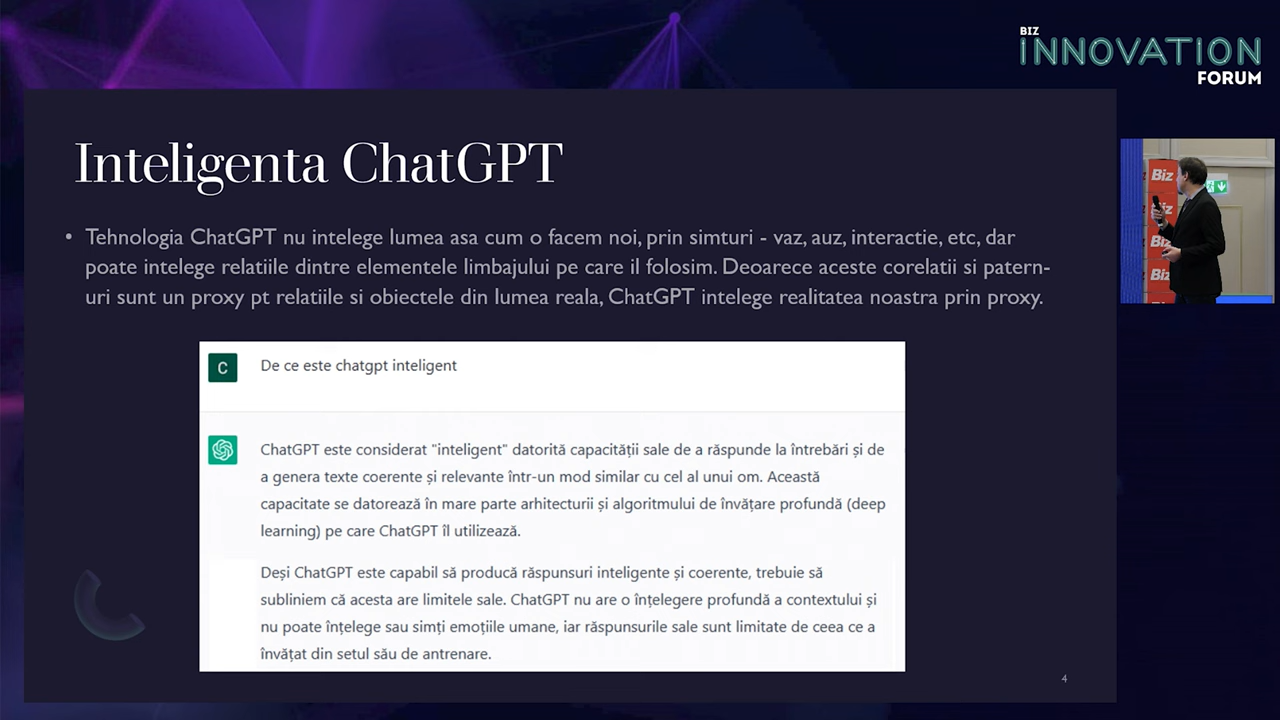 BIZ
INNOVATION
FORUM
Inteligenta ChatGPT
• Tehnologia ChatGPT nu intelege lumea asa cum o facem noi, prin simturi - vaz, auz, interactie, etc, dar
poate intelege relatiile dintre elementele limbajului pe care il folosim. Deoarece aceste corelatii si patern-
uri sunt un proxy pt relatiile si obiectele din lumea reala, ChatGPT intelege realitatea noastra prin proxy.
Biz
Biz
Biz
Biz
C
De ce este chatgpt inteligent
ChatGPT este considerat "inteligent" datorită capacității sale de a răspunde la întrebări și de
a genera texte coerente și relevante într-un mod similar cu cel al unui om. Această
capacitate se datorează în mare parte arhitecturii și algoritmului de învățare profundă (deep
learning) pe care ChatGPT îl utilizează.
Deși ChatGPT este capabil să producă răspunsuri inteligente și coerente, trebuie să
subliniem că acesta are limitele sale. ChatGPT nu are o înțelegere profundă a contextului și
nu poate înțelege sau simți emoțiile umane, iar răspunsurile sale sunt limitate de ceea ce a
învățat din setul său de antrenare.
4